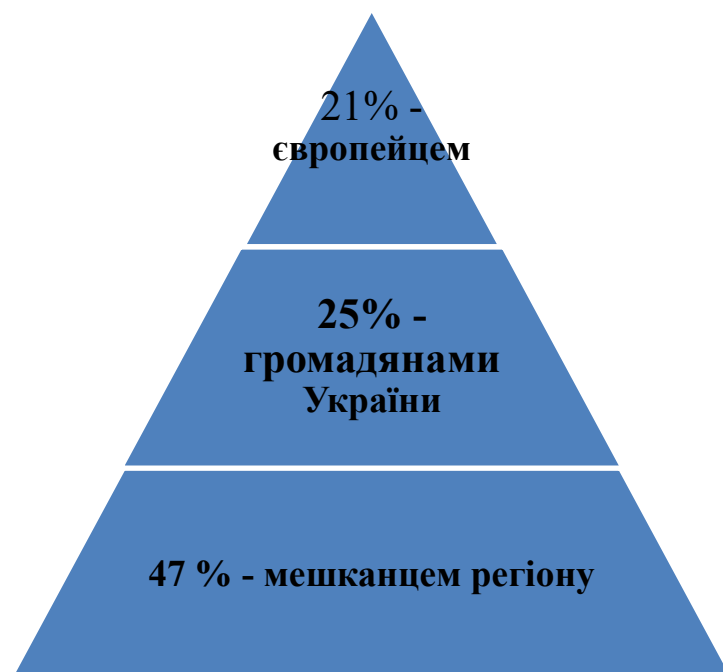 21% -
європейцем
25% -
громадянами
України
47 % - мешканцем регіону